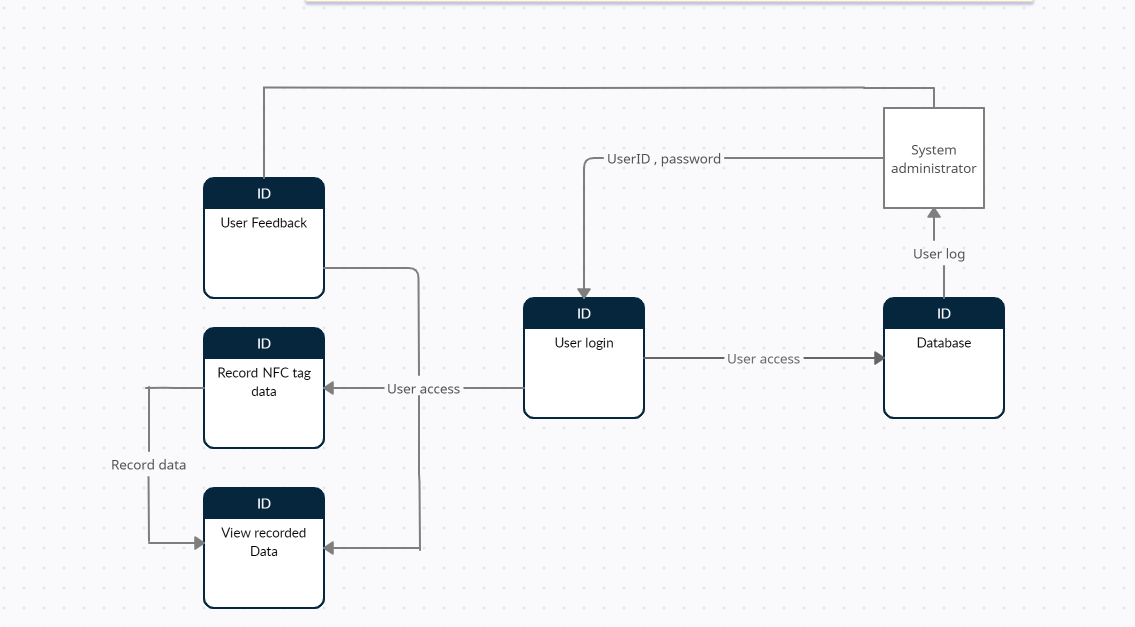 System
administrator
UserID , password
ID
User Feedback
User log
ID
User login
ID
Database
ID
Record NFC tag
data
User access
User access
Record data
ID
View recorded
Data